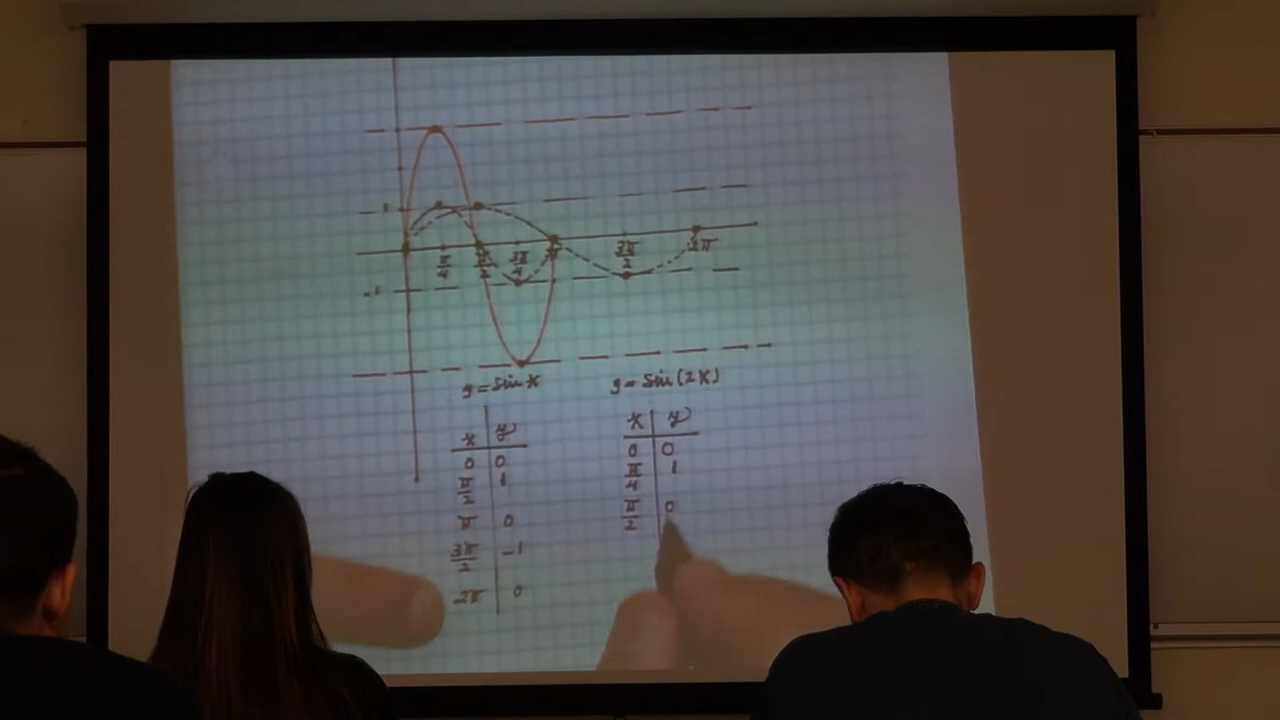 1
π/4 π/2 3π/4 π 3π/2 2π
-1
y = sin x y = sin (2x)
x y x y
0 0 0 0
π/2 1 π/4 1
π 0 π/2 0
3π/2 -1
2π 0